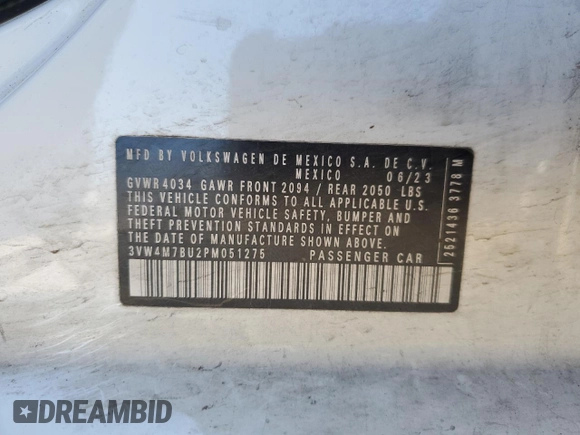 MFD BY VOLKSWAGEN DE MEXICO S.A. DE C.V.
MEXICO 06/23
GVWR 4034 GAWR FRONT 2094 / REAR 2050 LBS
THIS VEHICLE CONFORMS TO ALL APPLICABLE U.S.
FEDERAL MOTOR VEHICLE SAFETY, BUMPER AND
THEFT PREVENTION STANDARDS IN EFFECT ON
THE DATE OF MANUFACTURE SHOWN ABOVE.
3VW4M7BU2PM051275 PASSENGER CAR
2521436 3778 M
DREAMBID